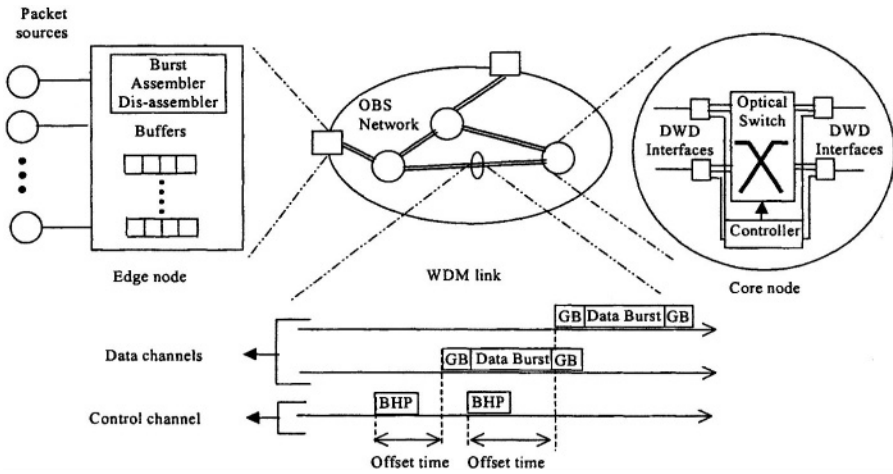 Packet
sources
Burst
Assembler
Dis-assembler
Buffers
Edge node
OBS
Network
WDM link
Optical
Switch
DWD
Interfaces
DWD
Interfaces
Controller
Core node
GB Data Burst GB
Data channels
GB Data Burst GB
Control channel
BHP BHP
Offset time Offset time